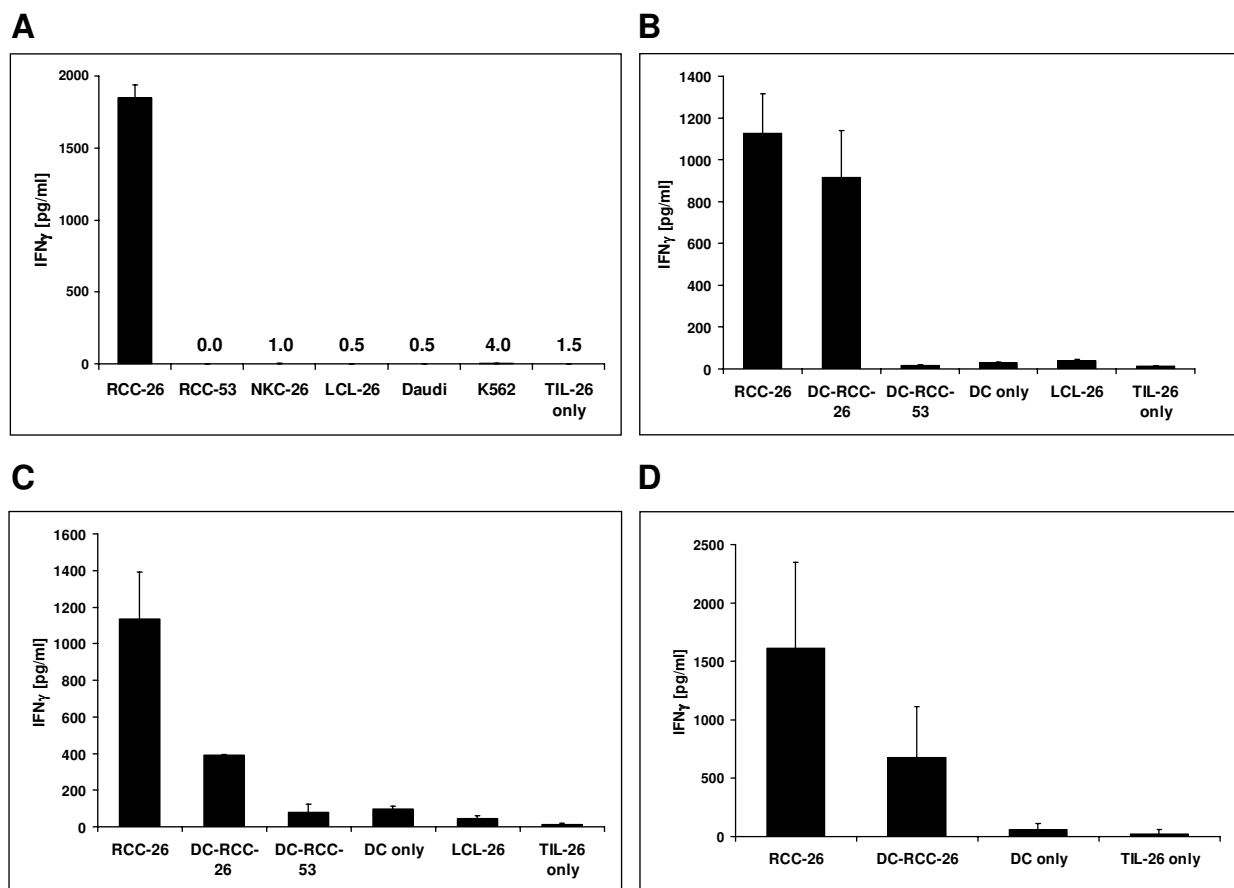 A
IFNγ [pg/ml]
2000
1500
1000
500
0
0.0 1.0 0.5 0.5 4.0 1.5
RCC-26 RCC-53 NKC-26 LCL-26 Daudi K562 TIL-26
only
B
IFNγ [pg/ml]
1400
1200
1000
800
600
400
200
0
RCC-26 DC-RCC- DC-RCC- DC only LCL-26 TIL-26
26 53 only
C
IFNγ [pg/ml]
1600
1400
1200
1000
800
600
400
200
0
RCC-26 DC-RCC- DC-RCC- DC only LCL-26 TIL-26
26 53 only
D
IFNγ [pg/ml]
2500
2000
1500
1000
500
0
RCC-26 DC-RCC-26 DC only TIL-26 only